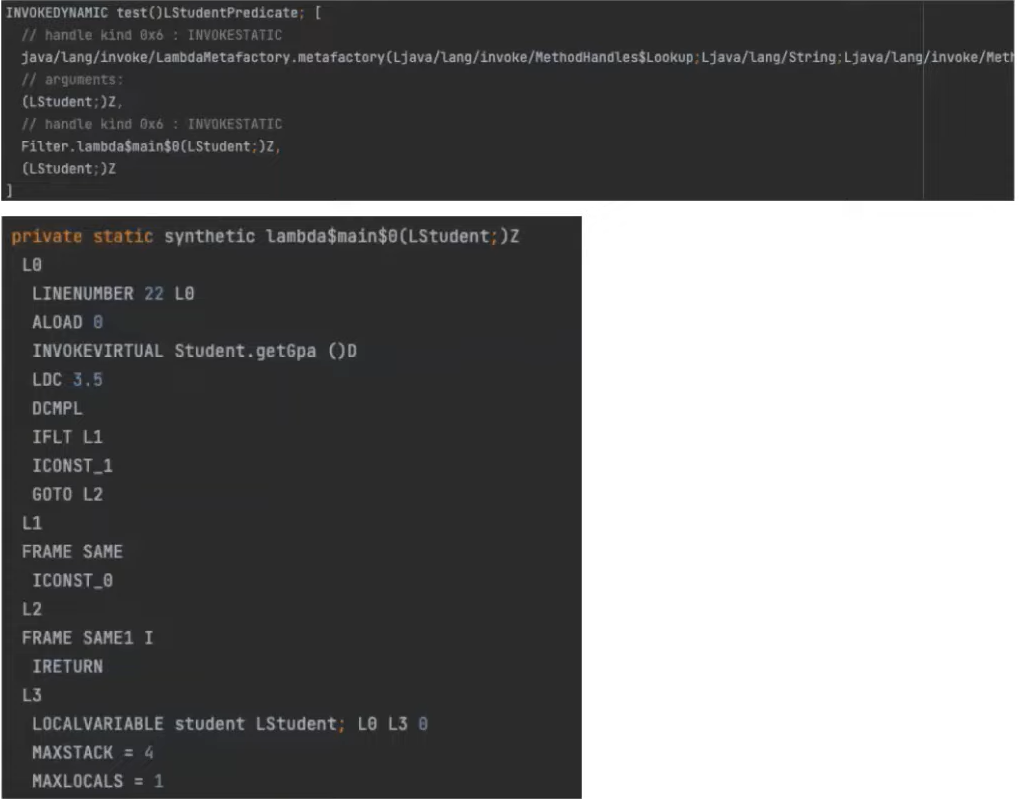 INVOKEDYNAMIC test()LStudentPredicate; [
// handle kind 0x6 : INVOKESTATIC
java/lang/invoke/LambdaMetafactory.metafactory(Ljava/lang/invoke/MethodHandles$Lookup;Ljava/lang/String;Ljava/lang/invoke/Meth
// arguments:
(LStudent;)Z,
// handle kind 0x6 : INVOKESTATIC
Filter.lambda$main$0(LStudent;)Z,
(LStudent;)Z
]
private static synthetic lambda$main$0(LStudent;)Z
L0
LINENUMBER 22 L0
ALOAD 0
INVOKEVIRTUAL Student.getGpa ()D
LDC 3.5
DCMPL
IFLT L1
ICONST_1
GOTO L2
L1
FRAME SAME
ICONST_0
L2
FRAME SAME1 I
IRETURN
L3
LOCALVARIABLE student LStudent; L0 L3 0
MAXSTACK = 4
MAXLOCALS = 1